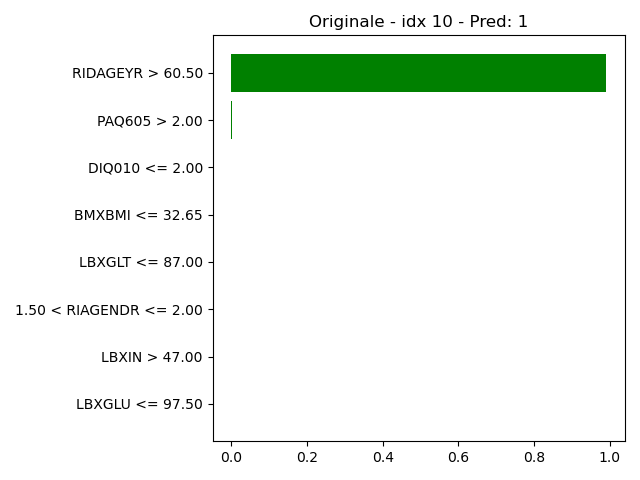 Originale - idx 10 - Pred: 1
RIDAGEYR > 60.50
PAQ605 > 2.00
DIQ010 <= 2.00
BMXBMI <= 32.65
LBXGLT <= 87.00
1.50 < RIAGENDR <= 2.00
LBXIN > 47.00
LBXGLU <= 97.50
0.0 0.2 0.4 0.6 0.8 1.0